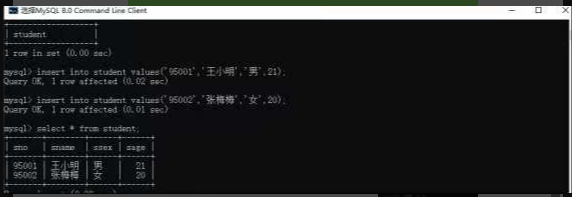 选择MySQL 8.0 Command Line Client
| student |
1 row in set (0.00 sec)
mysql> insert into student values('95001','王小明','男',21);
Query OK, 1 row affected (0.02 sec)
mysql> insert into student values('95002','张梅梅','女',20);
Query OK, 1 row affected (0.01 sec)
mysql> select * from student;
| sno | sname | ssex | sage |
| 95001 | 王小明 | 男 | 21 |
| 95002 | 张梅梅 | 女 | 20 |